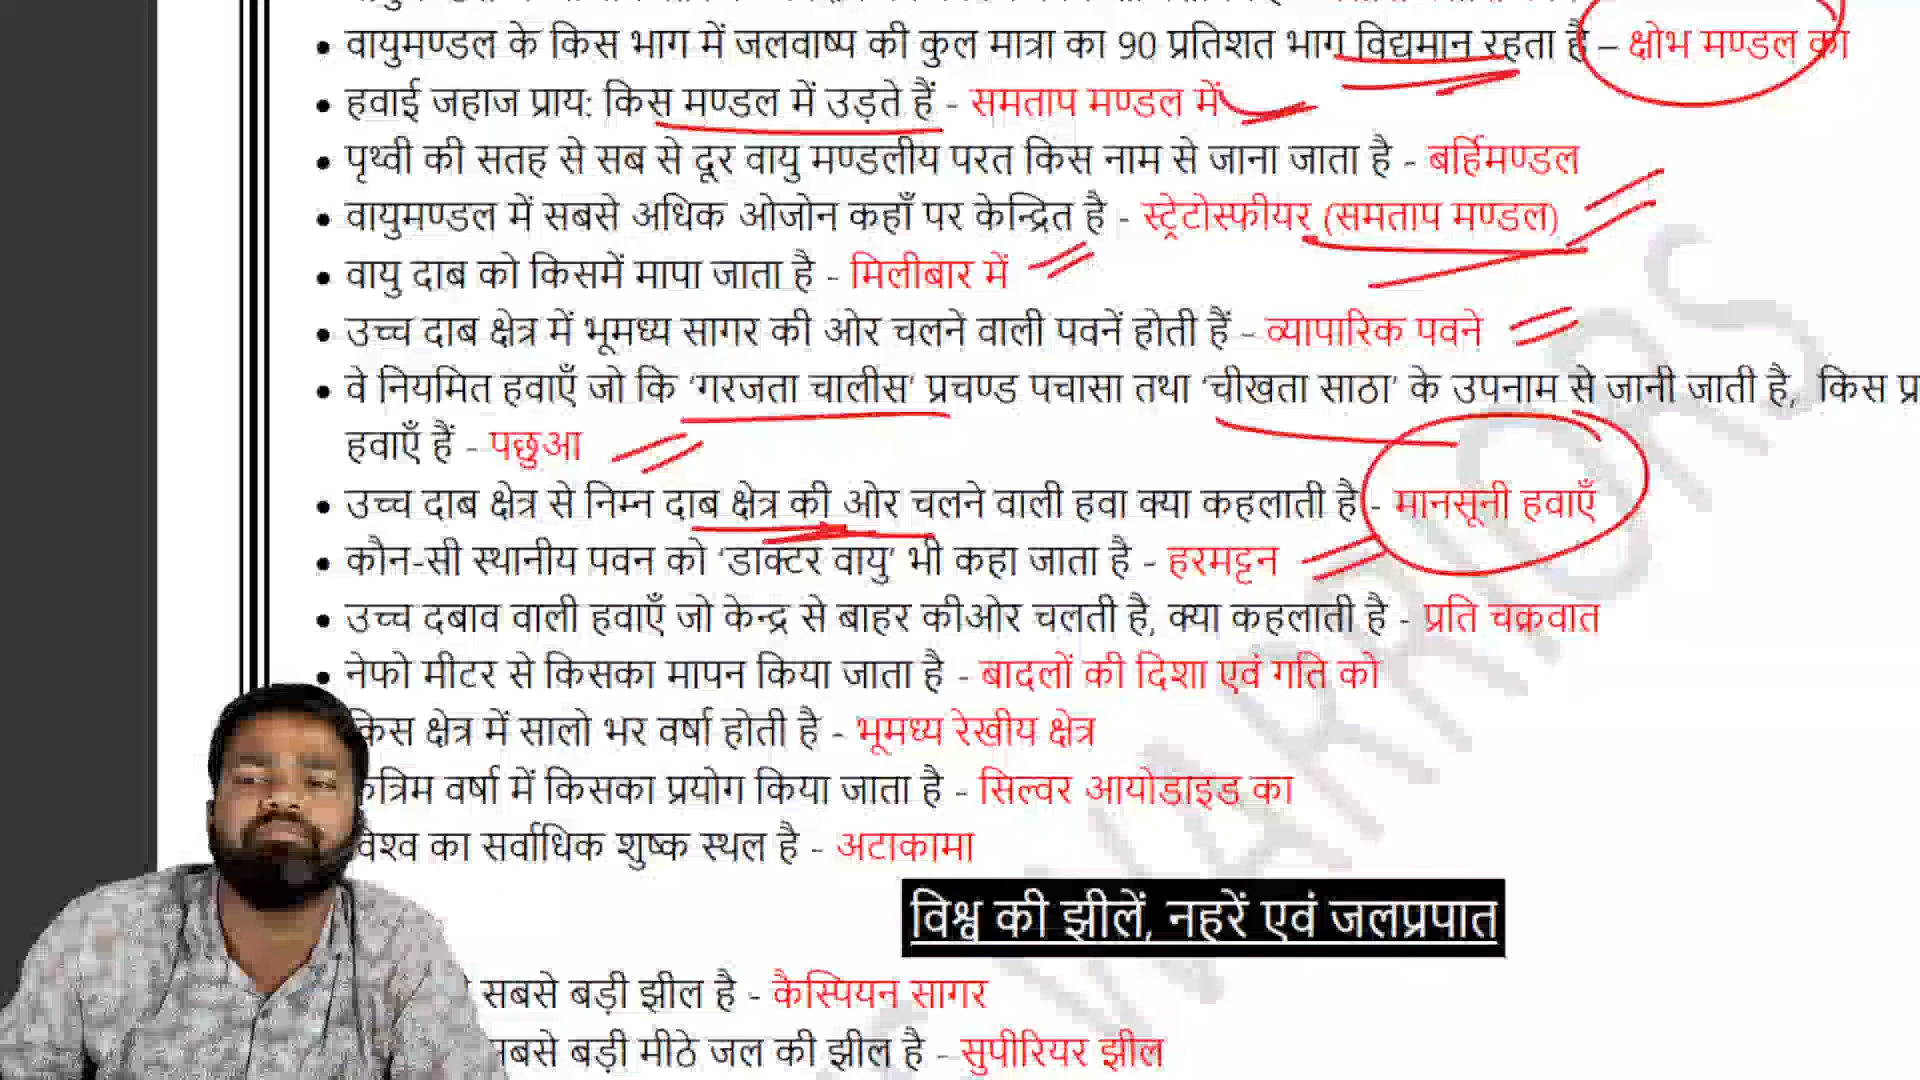 • वायुमण्डल के किस भाग में जलवाष्प की कुल मात्रा का 90 प्रतिशत भाग विद्यमान रहता है – क्षोभ मण्डल का
• हवाई जहाज प्राय: किस मण्डल में उड़ते हैं - समताप मण्डल में
• पृथ्वी की सतह से सब से दूर वायु मण्डलीय परत किस नाम से जाना जाता है - बर्हिमण्डल
• वायुमण्डल में सबसे अधिक ओजोन कहाँ पर केन्द्रित है - स्ट्रेटोस्फीयर (समताप मण्डल)
• वायु दाब को किसमें मापा जाता है - मिलीबार में
• उच्च दाब क्षेत्र में भूमध्य सागर की ओर चलने वाली पवनें होती हैं - व्यापारिक पवने
• वे नियमित हवाएँ जो कि ‘गरजता चालीस’ प्रचण्ड पचासा तथा ‘चीखता साठा’ के उपनाम से जानी जाती है, किस प्र
हवाएँ हैं - पछुआ
• उच्च दाब क्षेत्र से निम्न दाब क्षेत्र की ओर चलने वाली हवा क्या कहलाती है - मानसूनी हवाएँ
• कौन-सी स्थानीय पवन को ‘डाक्टर वायु’ भी कहा जाता है - हरमट्टन
• उच्च दबाव वाली हवाएँ जो केन्द्र से बाहर कीओर चलती है, क्या कहलाती है - प्रति चक्रवात
• नेफो मीटर से किसका मापन किया जाता है - बादलों की दिशा एवं गति को
किस क्षेत्र में सालो भर वर्षा होती है - भूमध्य रेखीय क्षेत्र
वर्षा में किसका प्रयोग किया जाता है - सिल्वर आयोडाइड का
का सर्वाधिक शुष्क स्थल है - अटाकामा
विश्व की झीलें, नहरें एवं जलप्रपात
सबसे बड़ी झील है - कैस्पियन सागर
सबसे बड़ी मीठे जल की झील है - सुपीरियर झील
WARRIORS